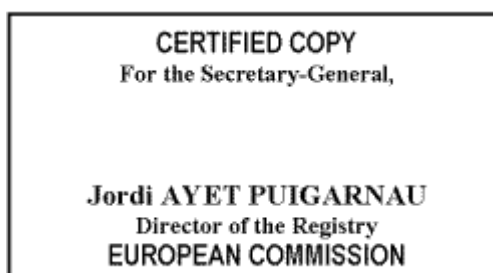 CERTIFIED COPY
For the Secretary-General,
Jordi AYET PUIGARNAU
Director of the Registry
EUROPEAN COMMISSION